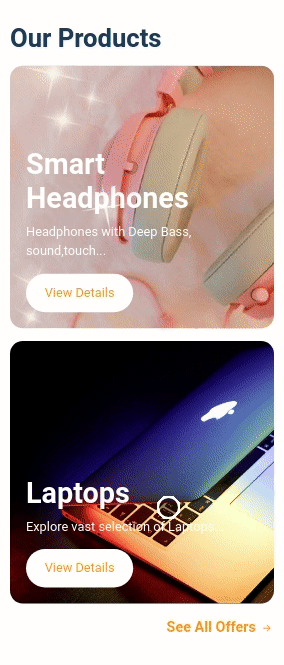 Our Products
Smart
Headphones
Headphones with Deep Bass,
sound,touch...
View Details
Laptops
Explore vast selection of Laptops...
View Details
See All Offers →